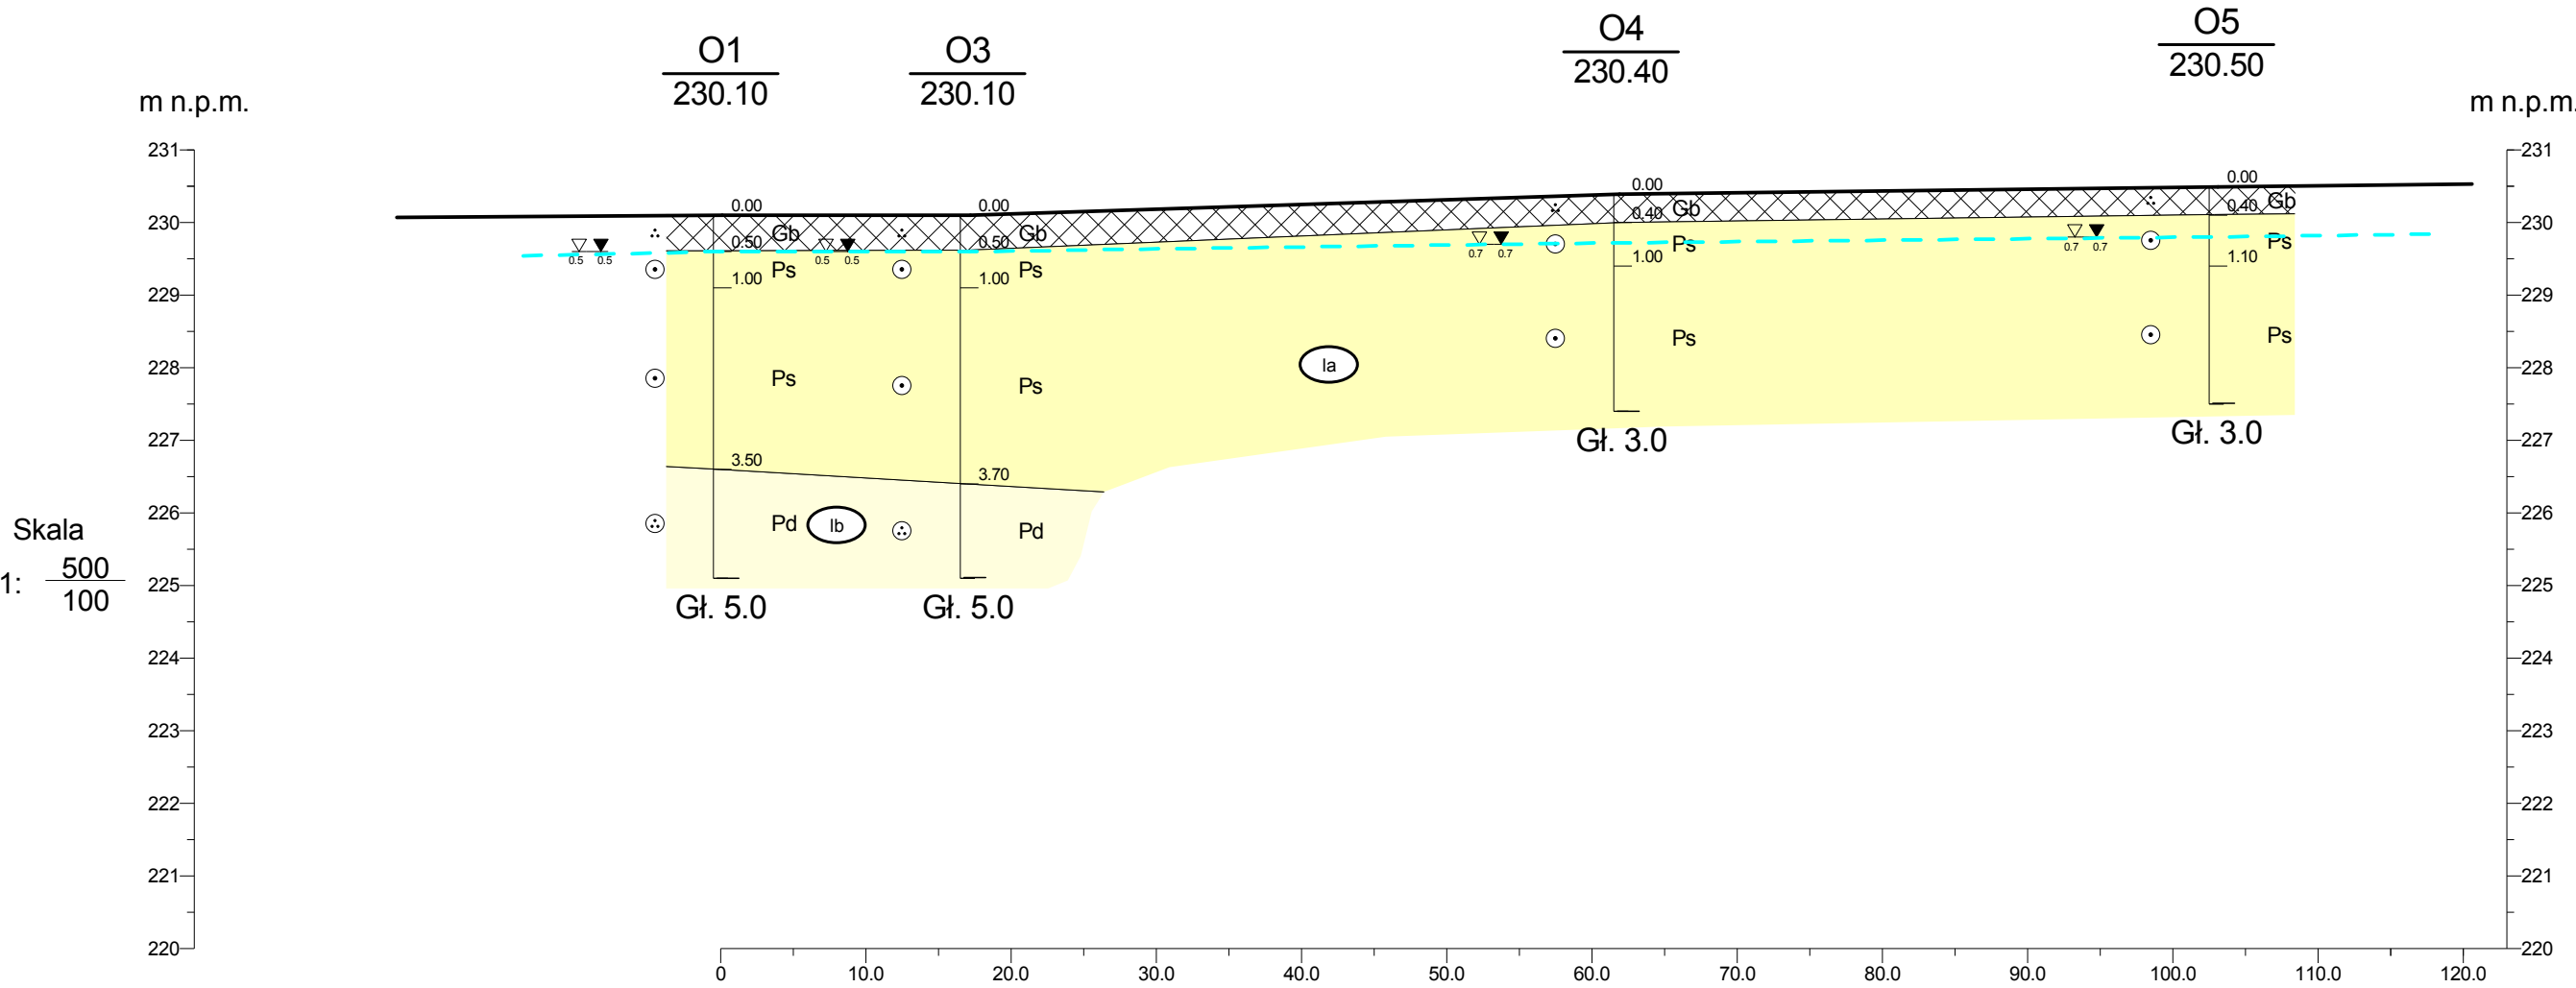 O1
230.10
O3
230.10
O4
230.40
O5
230.50
m n.p.m.
m n.p.m.
231
230
229
228
227
226
225
224
223
222
221
220
Skala
1: 500
100
0.5 0.5
0.00
0.50
1.00
3.50
Gb
Ps
Ps
Pd
Ib
Gł. 5.0
0.5 0.5
0.00
0.50
1.00
3.70
Gb
Ps
Ps
Pd
Gł. 5.0
Ia
0.7 0.7
0.00
0.40
1.00
Gb
Ps
Ps
Gł. 3.0
0.7 0.7
0.00
0.40
1.10
Gb
Ps
Ps
Gł. 3.0
231
230
229
228
227
226
225
224
223
222
221
220
0 10.0 20.0 30.0 40.0 50.0 60.0 70.0 80.0 90.0 100.0 110.0 120.0